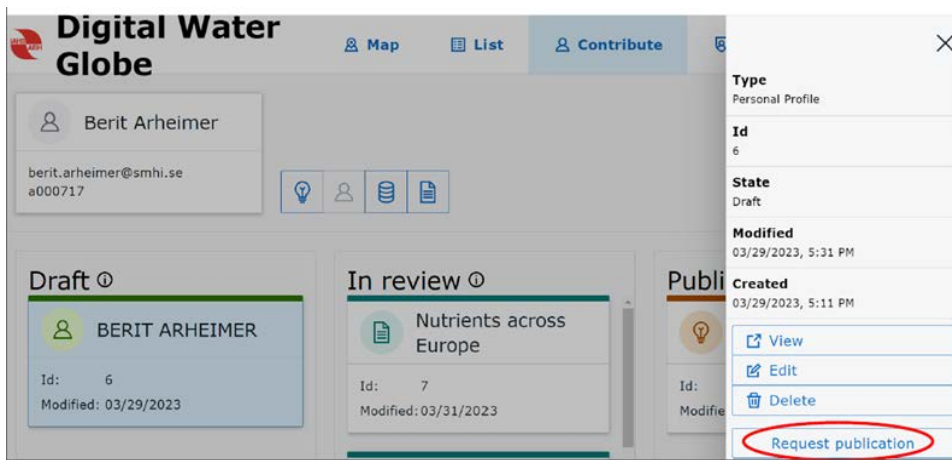 IAHS
AISH
Digital Water
Globe
Map
List
Contribute
Berit Arheimer
berit.arheimer@smhi.se
a000717
Draft
BERIT ARHEIMER
Id: 6
Modified: 03/29/2023
In review
Nutrients across
Europe
Id: 7
Modified: 03/31/2023
Publi
Id:
Modifie
Type
Personal Profile
Id
6
State
Draft
Modified
03/29/2023, 5:31 PM
Created
03/29/2023, 5:11 PM
View
Edit
Delete
Request publication